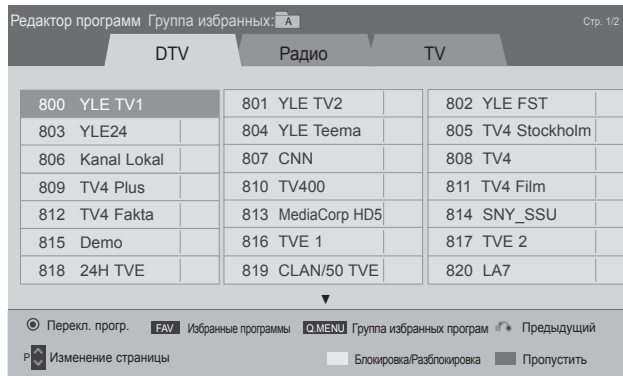 Редактор программ Группа избранных: A Стр. 1/2
DTV Радио TV
800 YLE TV1 801 YLE TV2 802 YLE FST
803 YLE24 804 YLE Teema 805 TV4 Stockholm
806 Kanal Lokal 807 CNN 808 TV4
809 TV4 Plus 810 TV400 811 TV4 Film
812 TV4 Fakta 813 MediaCorp HD5 814 SNY_SSU
815 Demo 816 TVE 1 817 TVE 2
818 24H TVE 819 CLAN/50 TVE 820 LA7
▼
Перекл. прогр. FAV Избранные программы Q.MENU Группа избранных програм Предыдущий
P Изменение страницы Блокировка/Разблокировка Пропустить